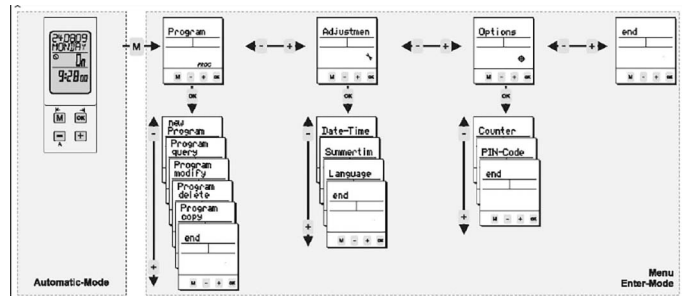 240809
MONDAY
On
9:28 00
M OK
- +
Automatic-Mode
M
Program
PROG
M - + OK
- +
Adjustmen
M - + OK
- +
Options
M - + OK
- +
end
M - + OK
OK
OK
OK
-
+
new
Program
Program
query
Program
modify
Program
delete
Program
copy
end
M - + OK
-
+
Date-Time
Summertim
Language
end
M - + OK
-
+
Counter
PIN-Code
end
M - + OK
Menu
Enter-Mode